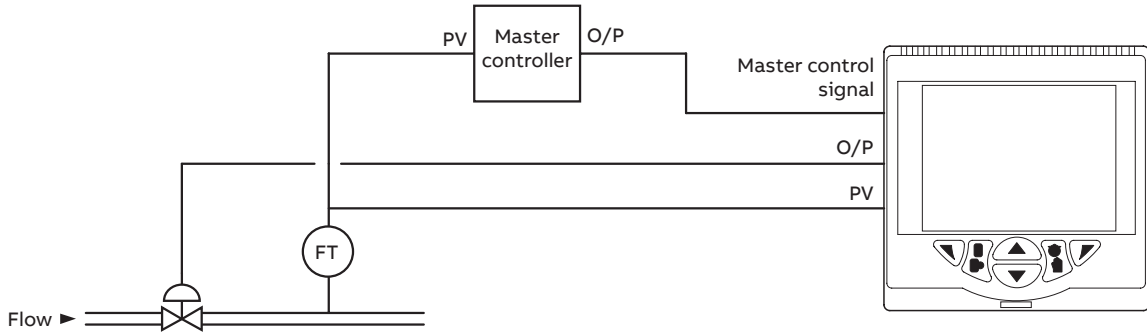 PV
Master
controller
O/P
Master control
signal
O/P
PV
FT
Flow ►